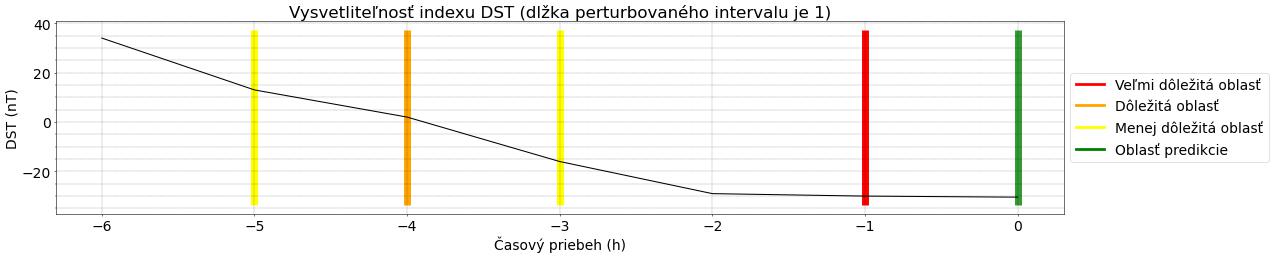 Vysvetliteľnosť indexu DST (dĺžka perturbovaného intervalu je 1)
40
20
0
−20
DST (nT)
−6
−5
−4
−3
−2
−1
0
Časový priebeh (h)
Veľmi dôležitá oblasť
Dôležitá oblasť
Menej dôležitá oblasť
Oblasť predikcie